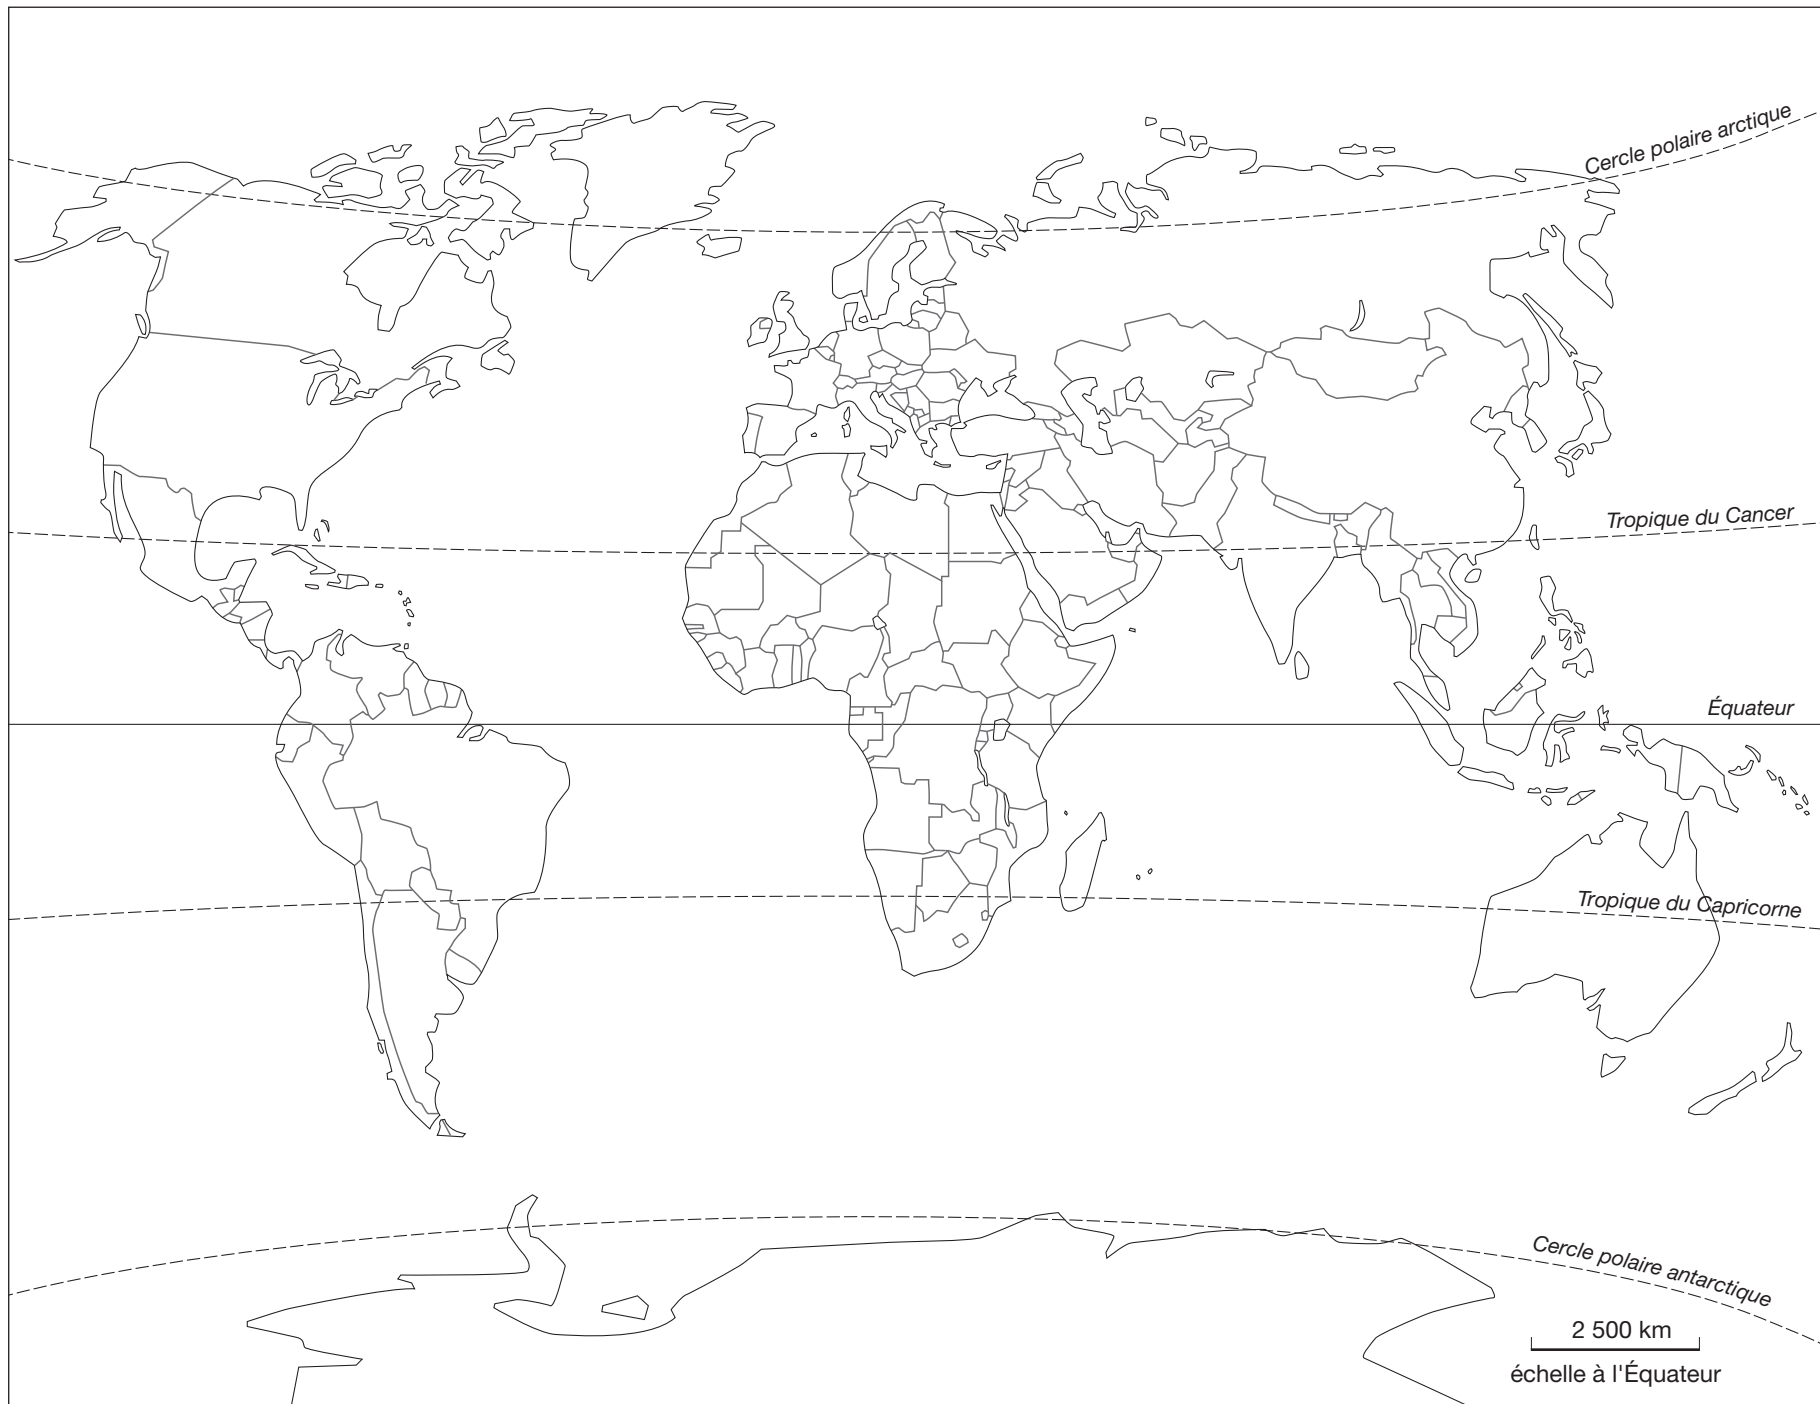 Cercle polaire arctique
Tropique du Cancer
Équateur
Tropique du Capricorne
Cercle polaire antarctique
2 500 km
échelle à l'Équateur